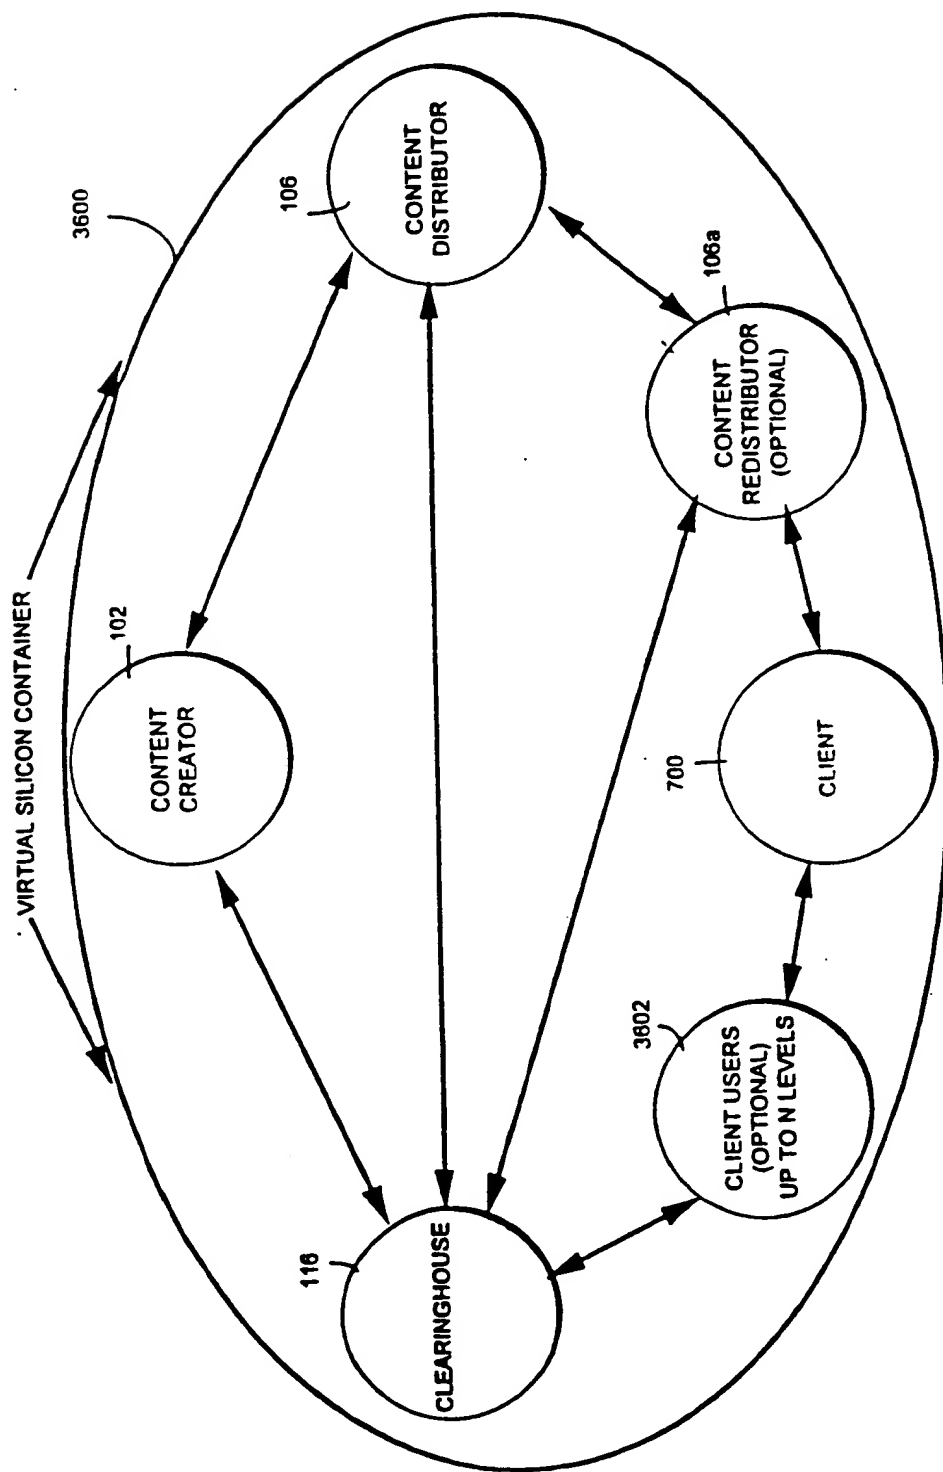 VIRTUAL SILICON CONTAINER
3600
102
CONTENT
CREATOR
106
CONTENT
DISTRIBUTOR
116
CLEARINGHOUSE
106a
CONTENT
REDISTRIBUTOR
(OPTIONAL)
3602
CLIENT USERS
(OPTIONAL)
UP TO N LEVELS
700
CLIENT